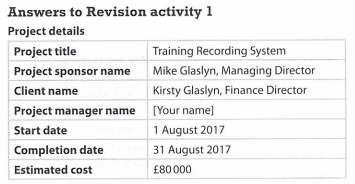 Answers to Revision activity 1
Project details
Project title Training Recording System
Project sponsor name Mike Glaslyn, Managing Director
Client name Kirsty Glaslyn, Finance Director
Project manager name [Your name]
Start date 1 August 2017
Completion date 31 August 2017
Estimated cost £80 000